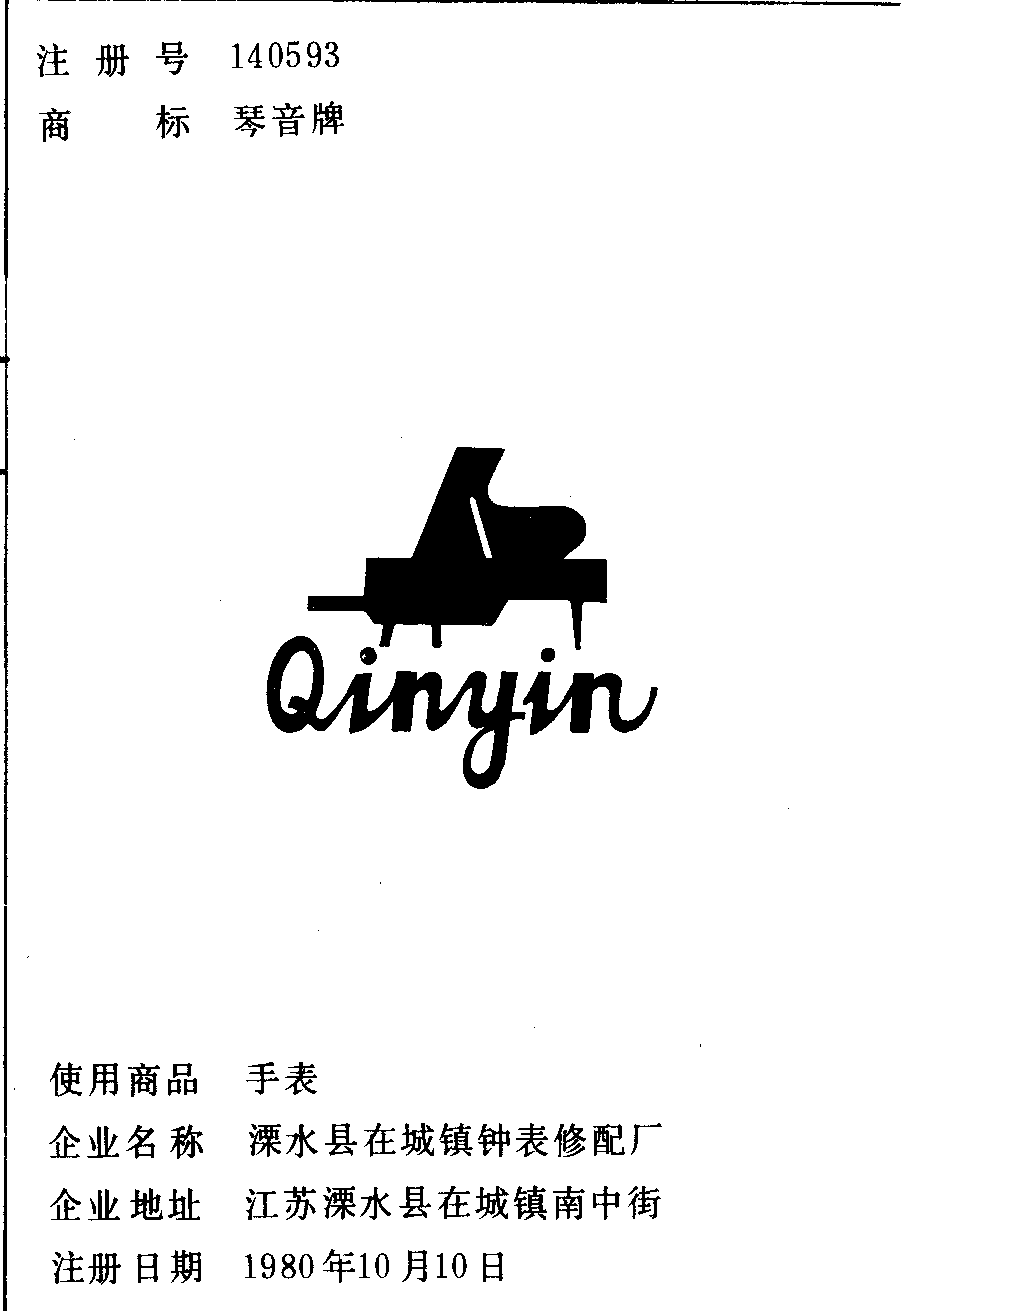 注册号 140593
商标 琴音牌
Qinyin
使用商品 手表
企业名称 溧水县在城镇钟表修配厂
企业地址 江苏溧水县在城镇南中街
注册日期 1980年10月10日